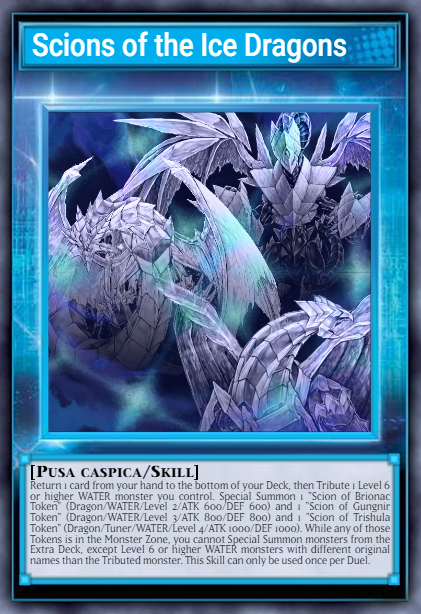 Scions of the Ice Dragons
[Pusa caspica/Skill]
Return 1 card from your hand to the bottom of your Deck, then Tribute 1 Level 6
or higher WATER monster you control. Special Summon 1 "Scion of Brionac
Token" (Dragon/WATER/Level 2/ATK 600/DEF 600) and 1 "Scion of Gungnir
Token" (Dragon/WATER/Level 3/ATK 800/DEF 800) and 1 "Scion of Trishula
Token" (Dragon/Tuner/WATER/Level 4/ATK 1000/DEF 1000). While any of those
Tokens is in the Monster Zone, you cannot Special Summon monsters from the
Extra Deck, except Level 6 or higher WATER monsters with different original
names than the Tributed monster. This Skill can only be used once per Duel.